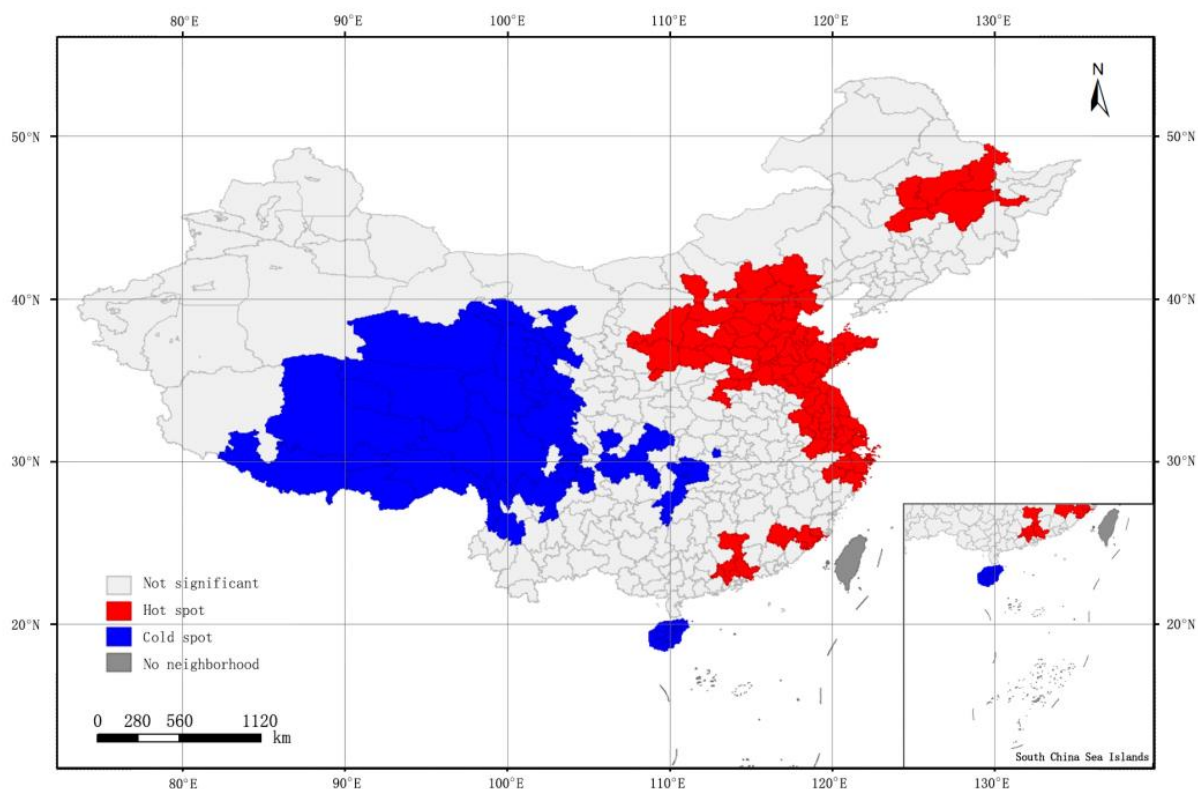 80°E 90°E 100°E 110°E 120°E 130°E
N
50°N 50°N
40°N 40°N
30°N 30°N
20°N 20°N
Not significant
Hot spot
Cold spot
No neighborhood
0 280 560 1120
km
South China Sea Islands
80°E 90°E 100°E 110°E 120°E 130°E